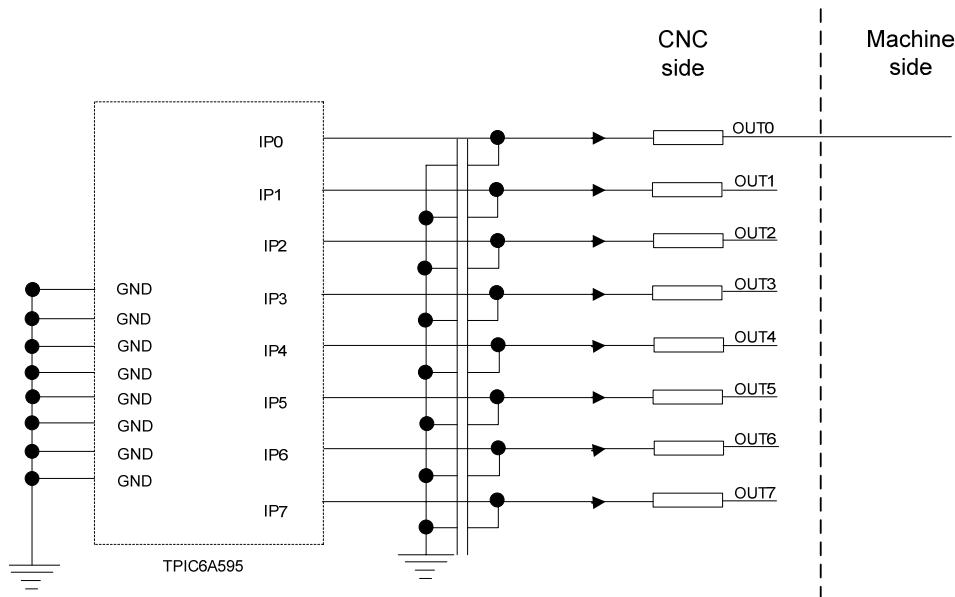 CNC
side
Machine
side
IP0
OUT0
IP1
OUT1
IP2
OUT2
GND
IP3
OUT3
GND
GND
IP4
OUT4
GND
GND
IP5
OUT5
GND
GND
IP6
OUT6
GND
IP7
OUT7
TPIC6A595